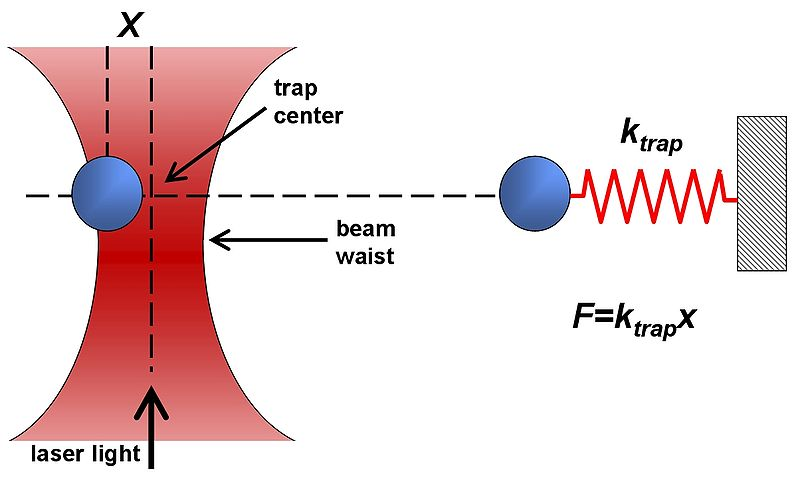 X
trap
center
k_trap
beam
waist
F=k_trap x
laser light